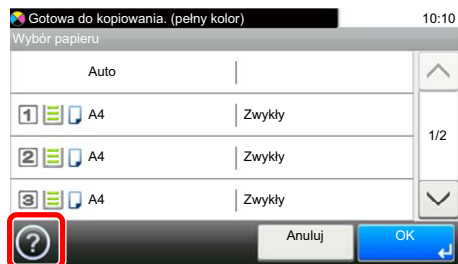 Gotowa do kopiowania. (pełny kolor) 10:10
Wybór papieru
Auto
1 A4 Zwykły
2 A4 Zwykły
3 A4 Zwykły
1/2
? Anuluj OK